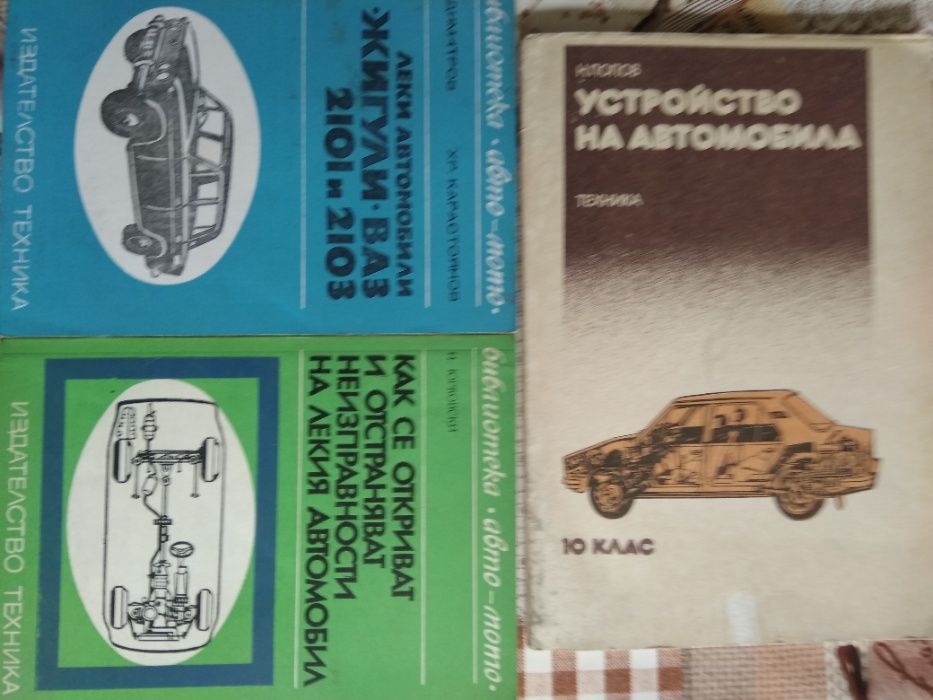 библиотека • авто-мото •
ДИМИТРОВ ХР. КАРАСТОЯНОВ
ЛЕКИ АВТОМОБИЛИ
• ЖИГУЛИ • ВАЗ
2101 и 2103
ИЗДАТЕЛСТВО ТЕХНИКА
библиотека • авто-мото •
Н. ЮРКОВСКИ
КАК СЕ ОТКРИВАТ
И ОТСТРАНЯВАТ
НЕИЗПРАВНОСТИ
НА ЛЕКИЯ АВТОМОБИЛ
ИЗДАТЕЛСТВО ТЕХНИКА
Н.ПОПОВ
УСТРОЙСТВО
НА АВТОМОБИЛА
ТЕХНИКА
10 КЛАС